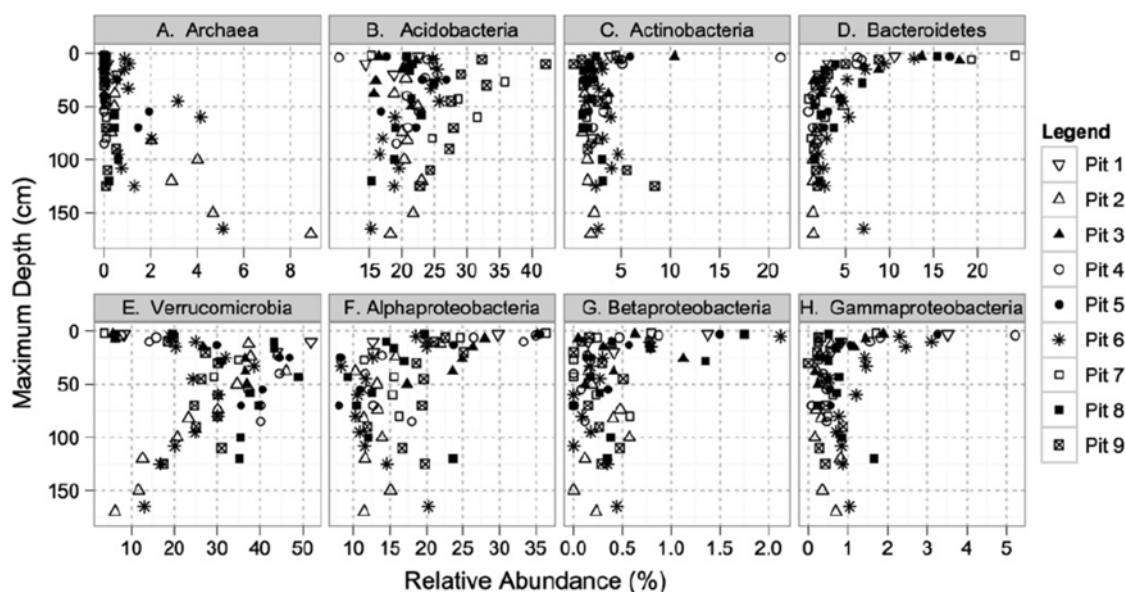 A. Archaea
B. Acidobacteria
C. Actinobacteria
D. Bacteroidetes
0
50
100
150
0 2 4 6 8
15 20 25 30 35 40
5 10 15 20
5 10 15 20
Maximum Depth (cm)
E. Verrucomicrobia
F. Alphaproteobacteria
G. Betaproteobacteria
H. Gammaproteobacteria
0
50
100
150
10 20 30 40 50
10 15 20 25 30 35
0.0 0.5 1.0 1.5 2.0
0 1 2 3 4 5
Relative Abundance (%)
Legend
Pit 1
Pit 2
Pit 3
Pit 4
Pit 5
Pit 6
Pit 7
Pit 8
Pit 9